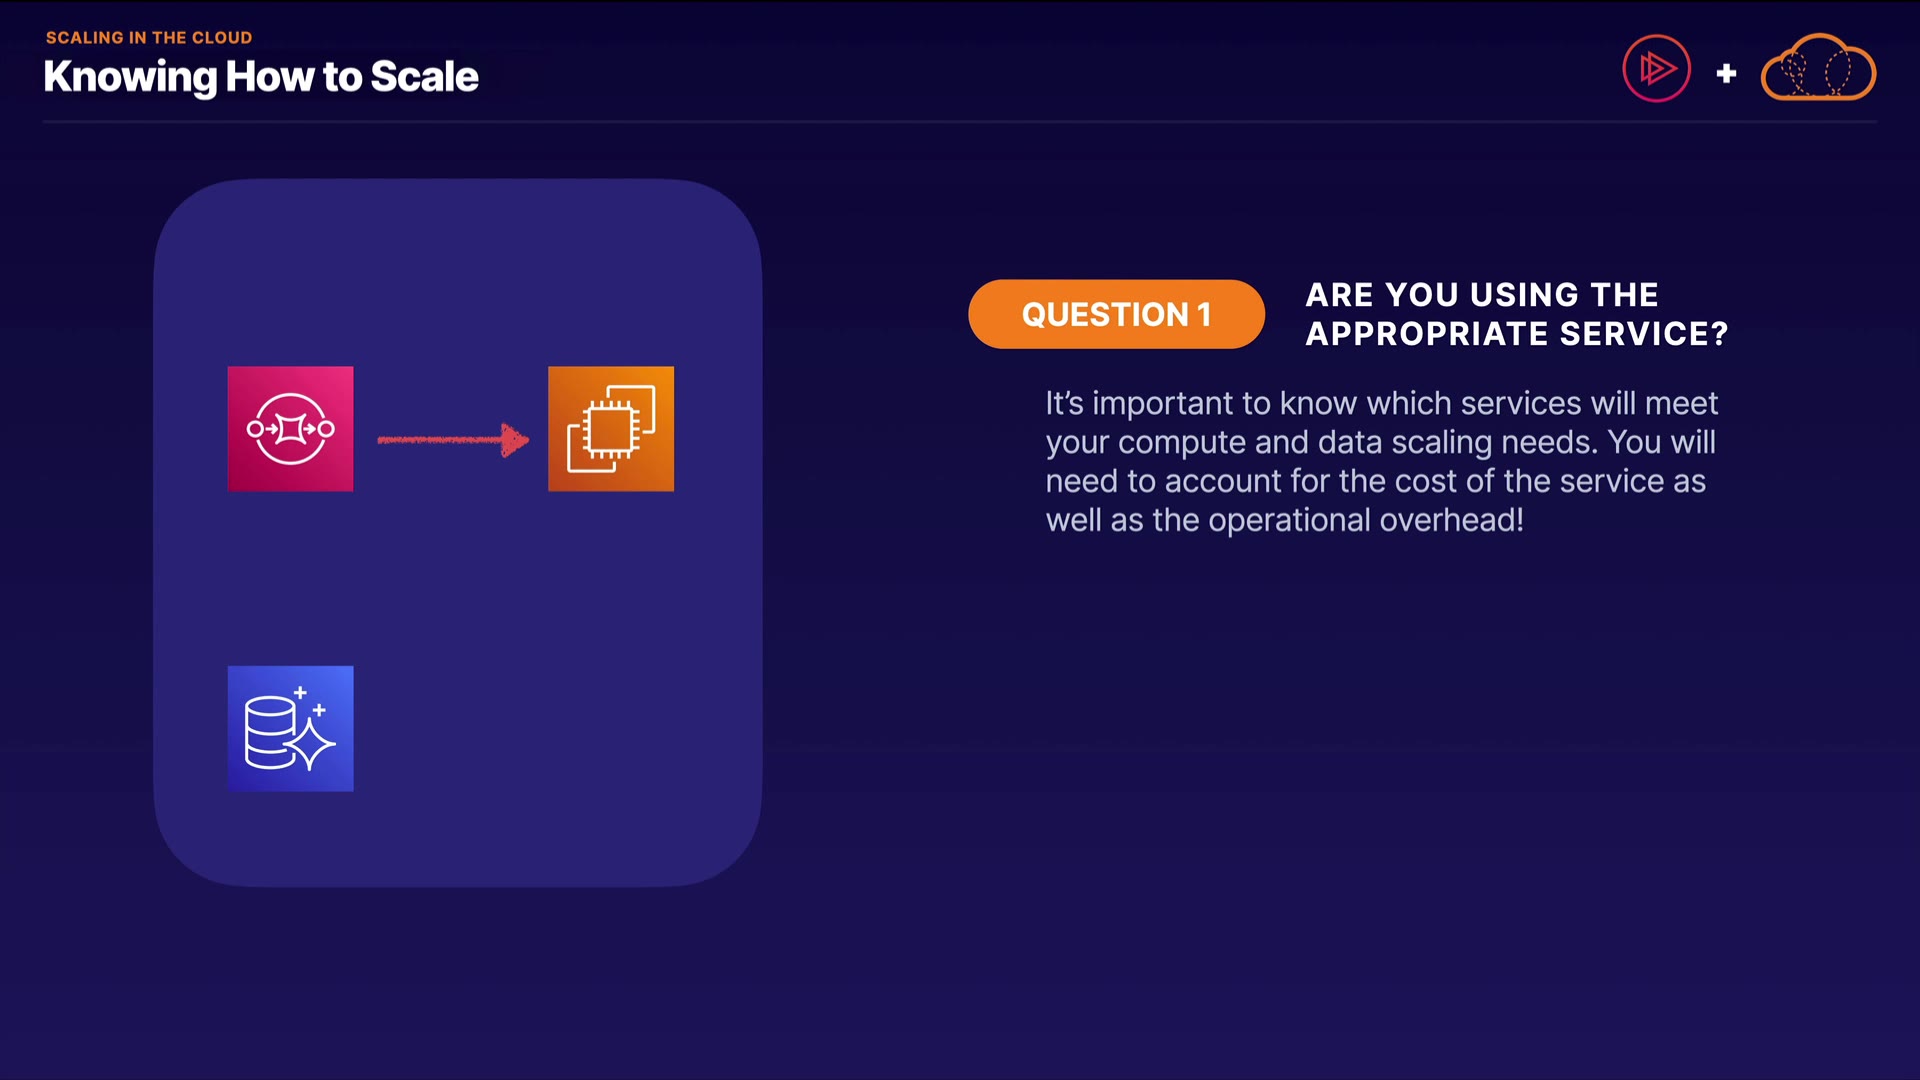 SCALING IN THE CLOUD
Knowing How to Scale
QUESTION 1
ARE YOU USING THE
APPROPRIATE SERVICE?
It's important to know which services will meet
your compute and data scaling needs. You will
need to account for the cost of the service as
well as the operational overhead!